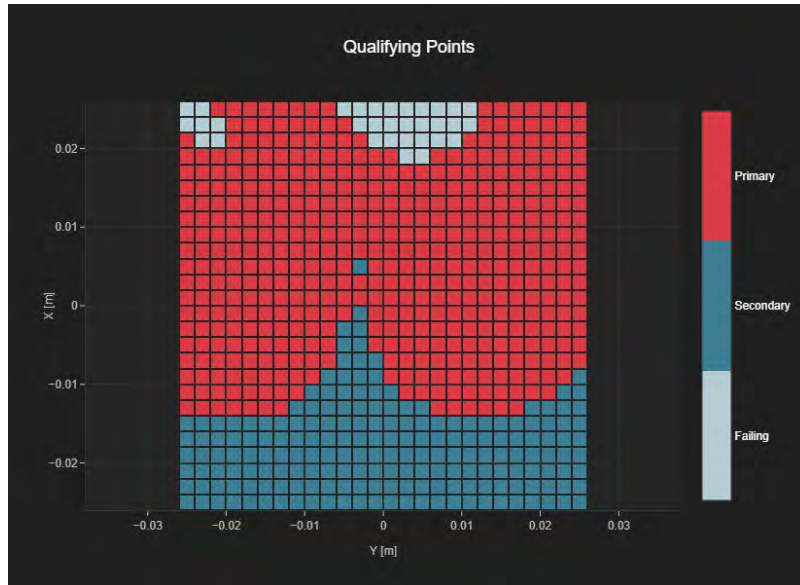 Qualifying Points
Primary
Secondary
Failing
X [m]
0.02
0.01
0
−0.01
−0.02
−0.03
−0.02
−0.01
0
0.01
0.02
0.03
Y [m]